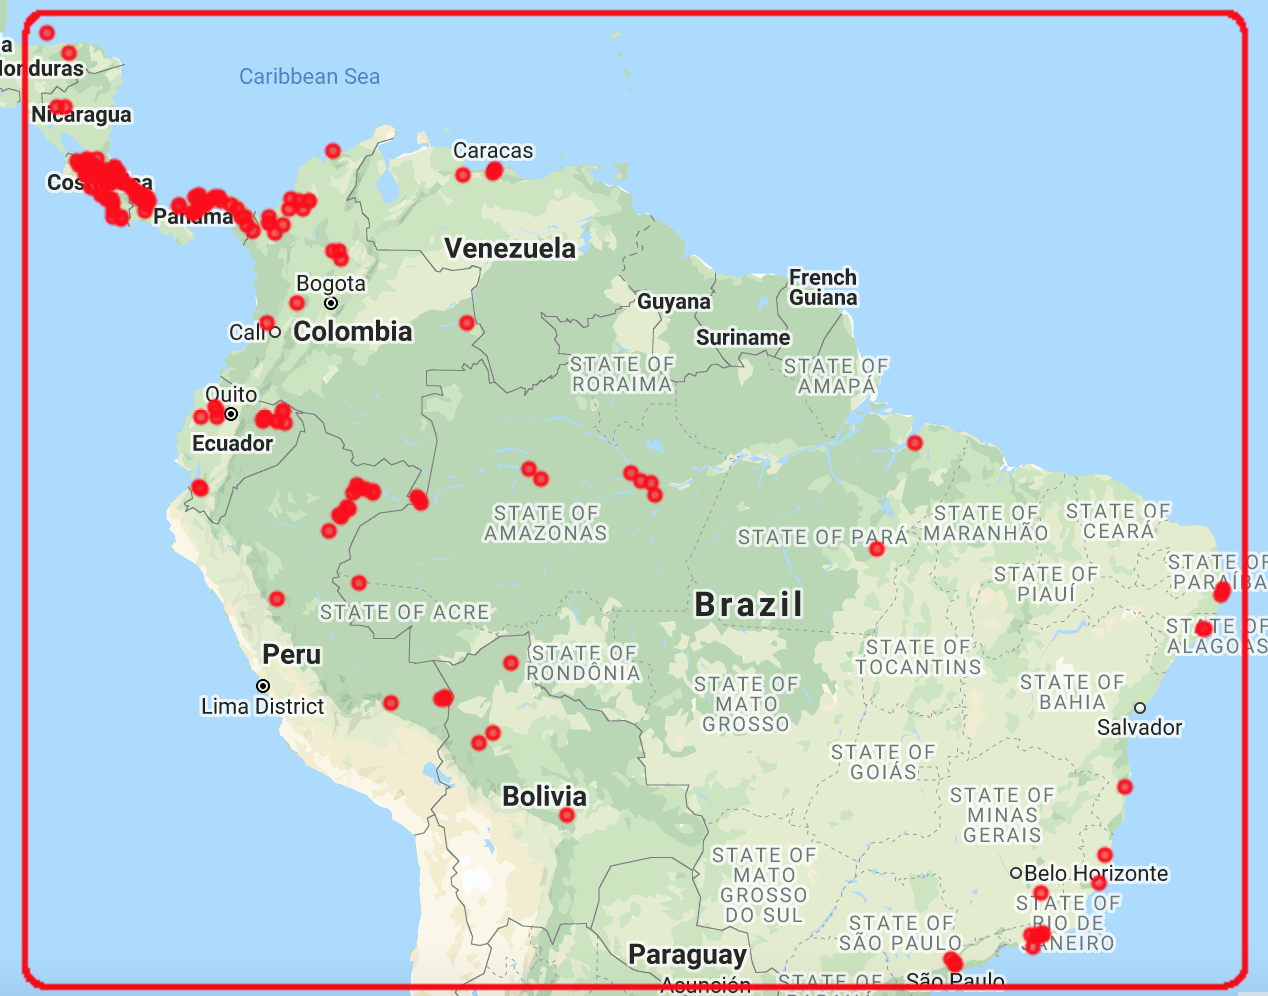 a
Honduras
Caribbean Sea
Nicaragua
Caracas
Costa Rica
Panama
Venezuela
Bogota
French
Guiana
Guyana
Cali
Colombia
Suriname
STATE OF
RORAIMA
STATE OF
AMAPÁ
Quito
Ecuador
STATE OF
AMAZONAS
STATE OF PARÁ
STATE OF
MARANHÃO
STATE OF
CEARÁ
STATE OF
PARAÍBA
STATE OF
PIAUÍ
STATE OF ACRE
Brazil
STATE OF
ALAGOAS
Peru
STATE OF
RONDÔNIA
STATE OF
TOCANTINS
Lima District
STATE OF
MATO
GROSSO
STATE OF
BAHIA
Salvador
STATE OF
GOIÁS
Bolivia
STATE OF
MINAS
GERAIS
STATE OF
MATO
GROSSO
DO SUL
Belo Horizonte
STATE OF
RIO DE
JANEIRO
STATE OF
SÃO PAULO
Paraguay
São Paulo
Asunción
STATE OF
PARANÁ